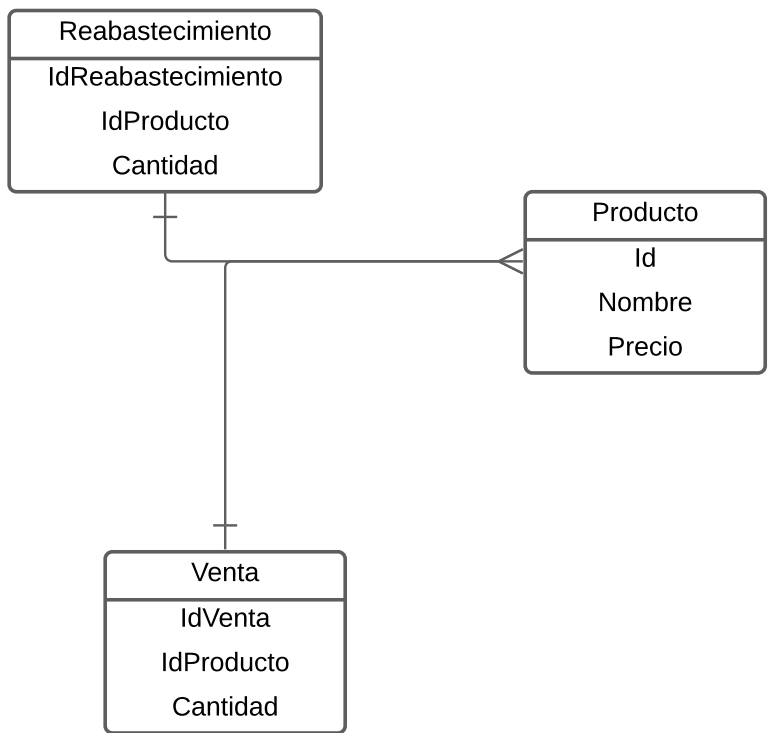 Reabastecimiento
IdReabastecimiento
IdProducto
Cantidad
Producto
Id
Nombre
Precio
Venta
IdVenta
IdProducto
Cantidad